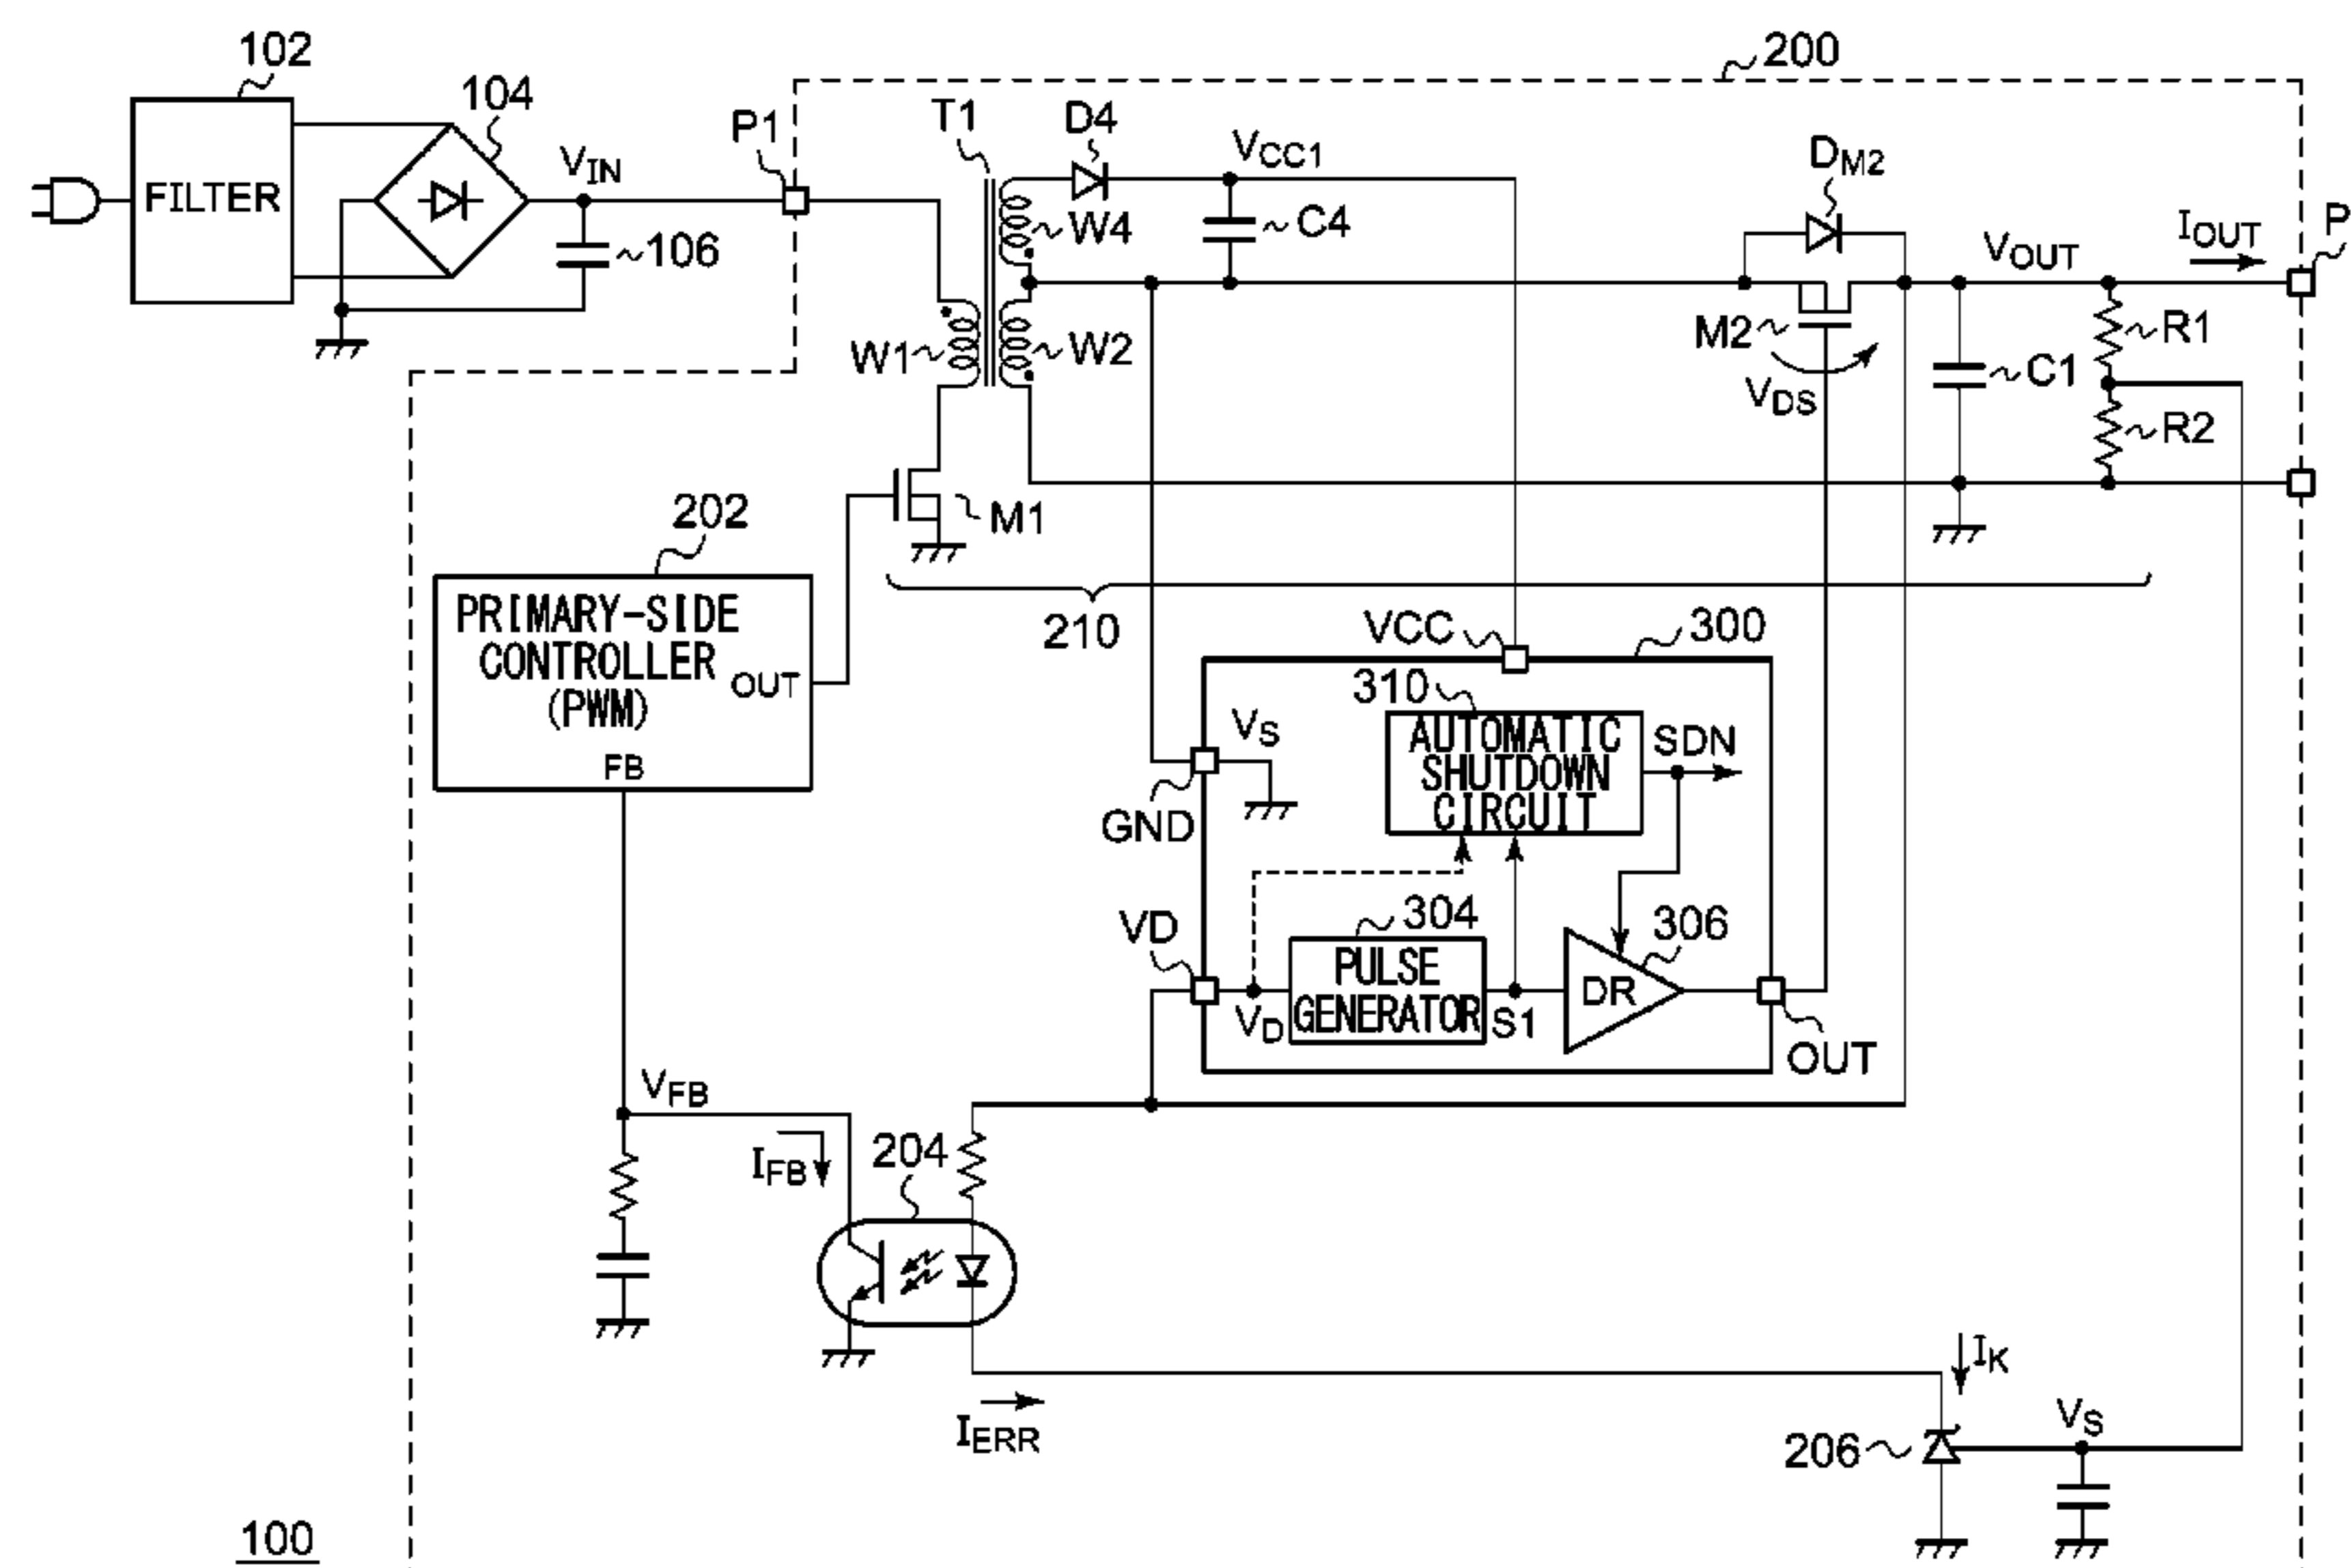 102
200
104
P1
T1
D4
VCC1
DM2
VIN
FILTER
W4
C4
VOUT
IOUT
P
106
W1
W2
M2
R1
VDS
C1
R2
202
M1
PRIMARY-SIDE
CONTROLLER
(PWM)
OUT
FB
210
VCC
300
310
AUTOMATIC
SHUTDOWN
CIRCUIT
SDN
VS
GND
VD
304
306
PULSE
GENERATOR
VD
S1
DR
OUT
VFB
IFB
204
IERR
IK
VS
206
100